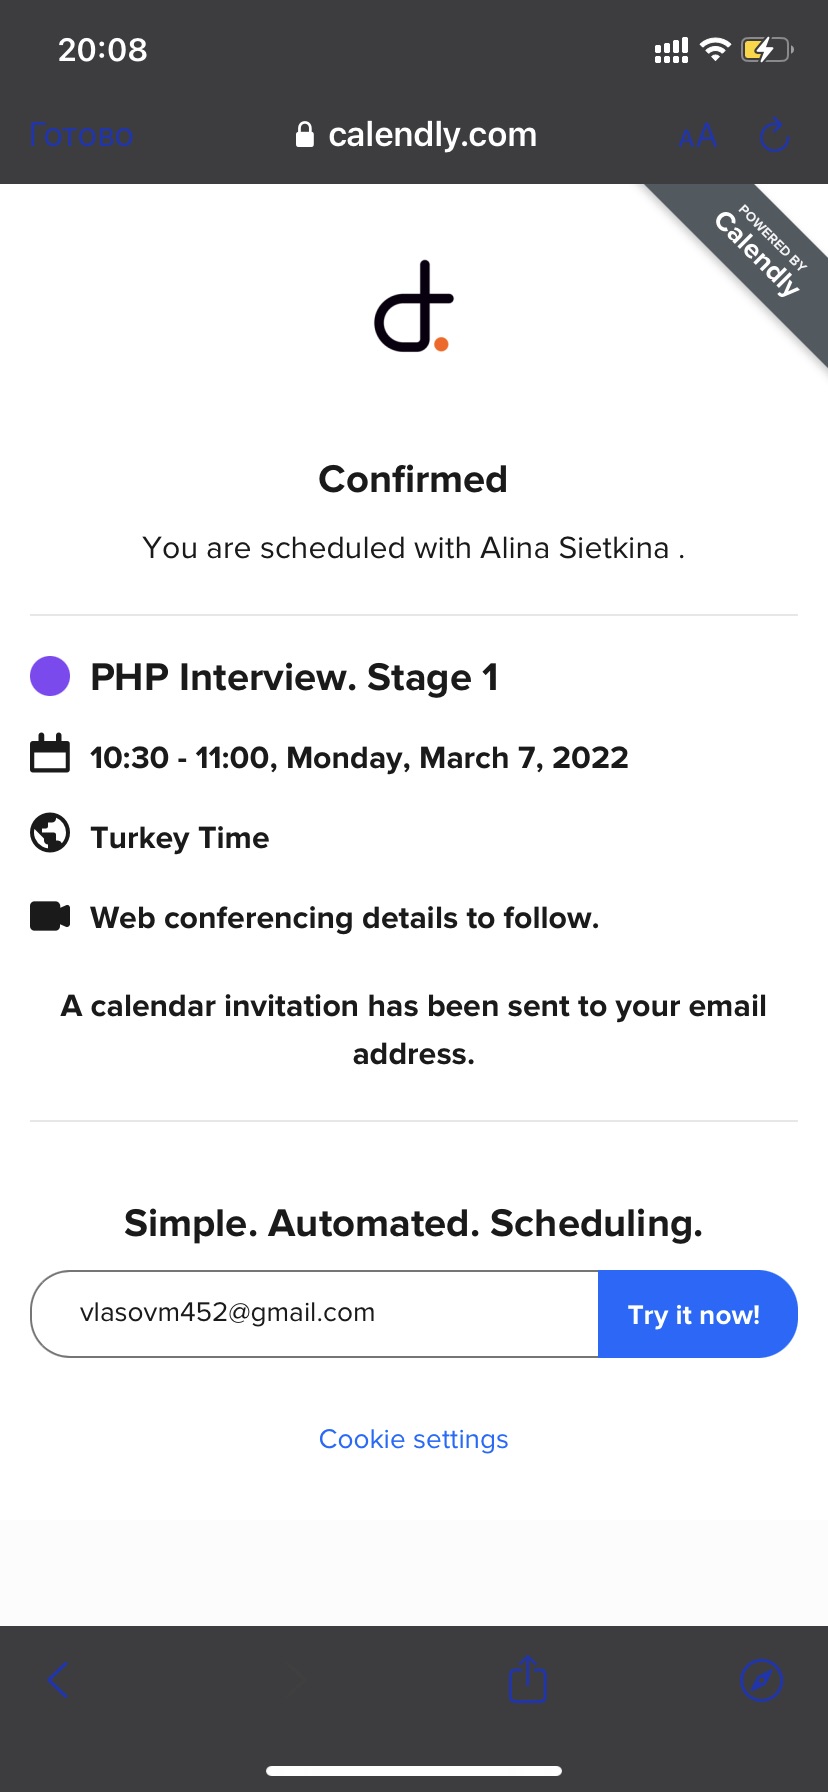 20:08
Готово
calendly.com
AA
POWERED BY
Calendly
Confirmed
You are scheduled with Alina Sietkina .
PHP Interview. Stage 1
10:30 - 11:00, Monday, March 7, 2022
Turkey Time
Web conferencing details to follow.
A calendar invitation has been sent to your email
address.
Simple. Automated. Scheduling.
vlasovm452@gmail.com
Try it now!
Cookie settings